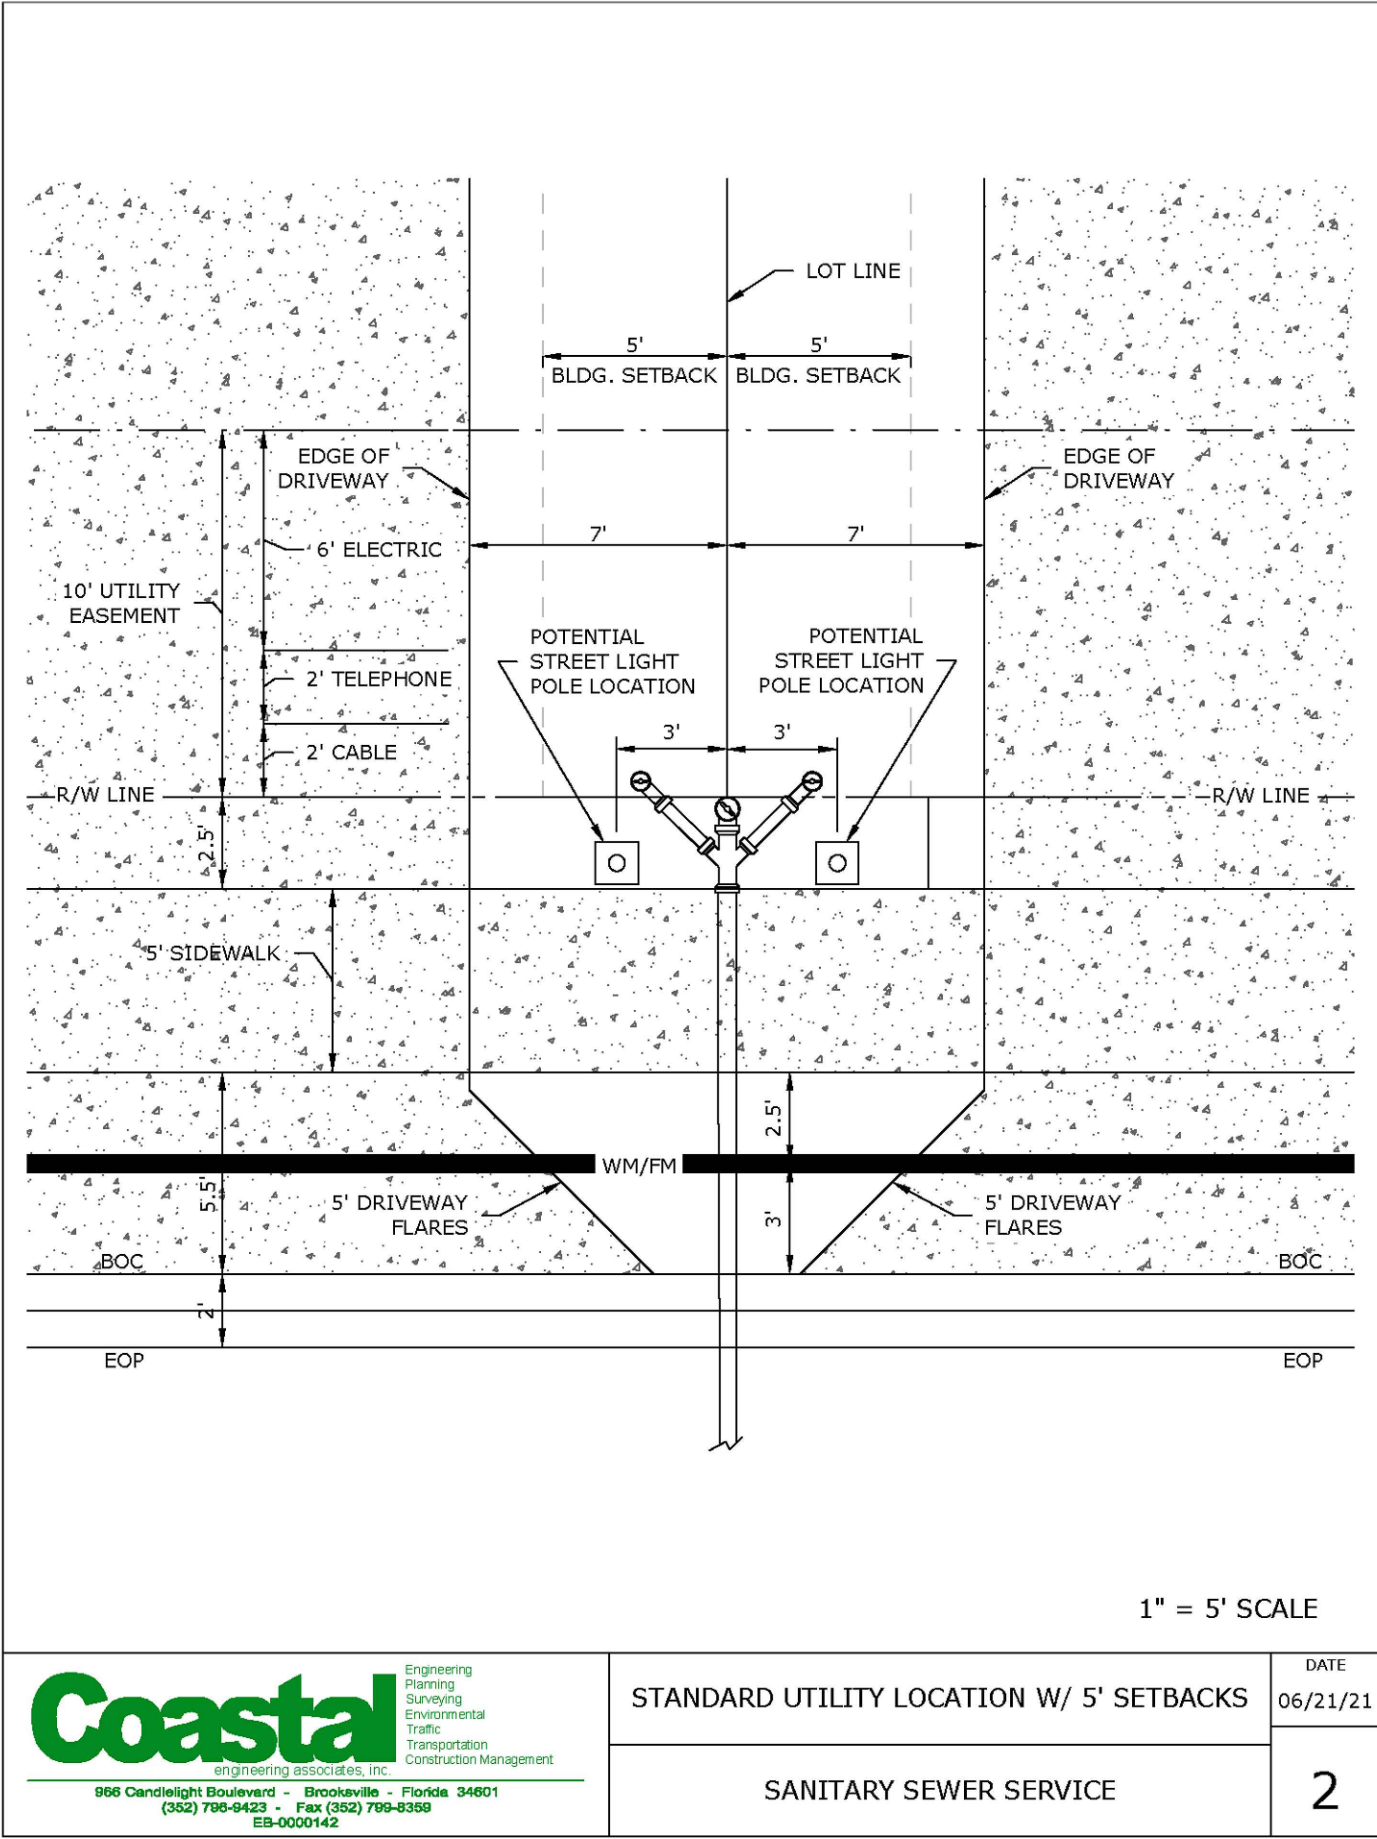 LOT LINE
5'
5'
BLDG. SETBACK
BLDG. SETBACK
EDGE OF
DRIVEWAY
EDGE OF
DRIVEWAY
7'
7'
6' ELECTRIC
10' UTILITY
EASEMENT
POTENTIAL
STREET LIGHT
POLE LOCATION
POTENTIAL
STREET LIGHT
POLE LOCATION
2' TELEPHONE
3'
3'
2' CABLE
R/W LINE
R/W LINE
2.5'
5' SIDEWALK
2.5'
WM/FM
5.5'
5' DRIVEWAY
FLARES
3'
5' DRIVEWAY
FLARES
BOC
BOC
2'
EOP
EOP
1" = 5' SCALE
Coastal
engineering associates, inc.
Engineering
Planning
Surveying
Environmental
Traffic
Transportation
Construction Management
966 Candlelight Boulevard - Brooksville - Florida 34601
(352) 796-9423 - Fax (352) 799-8359
EB-0000142
STANDARD UTILITY LOCATION W/ 5' SETBACKS
SANITARY SEWER SERVICE
DATE
06/21/21
2